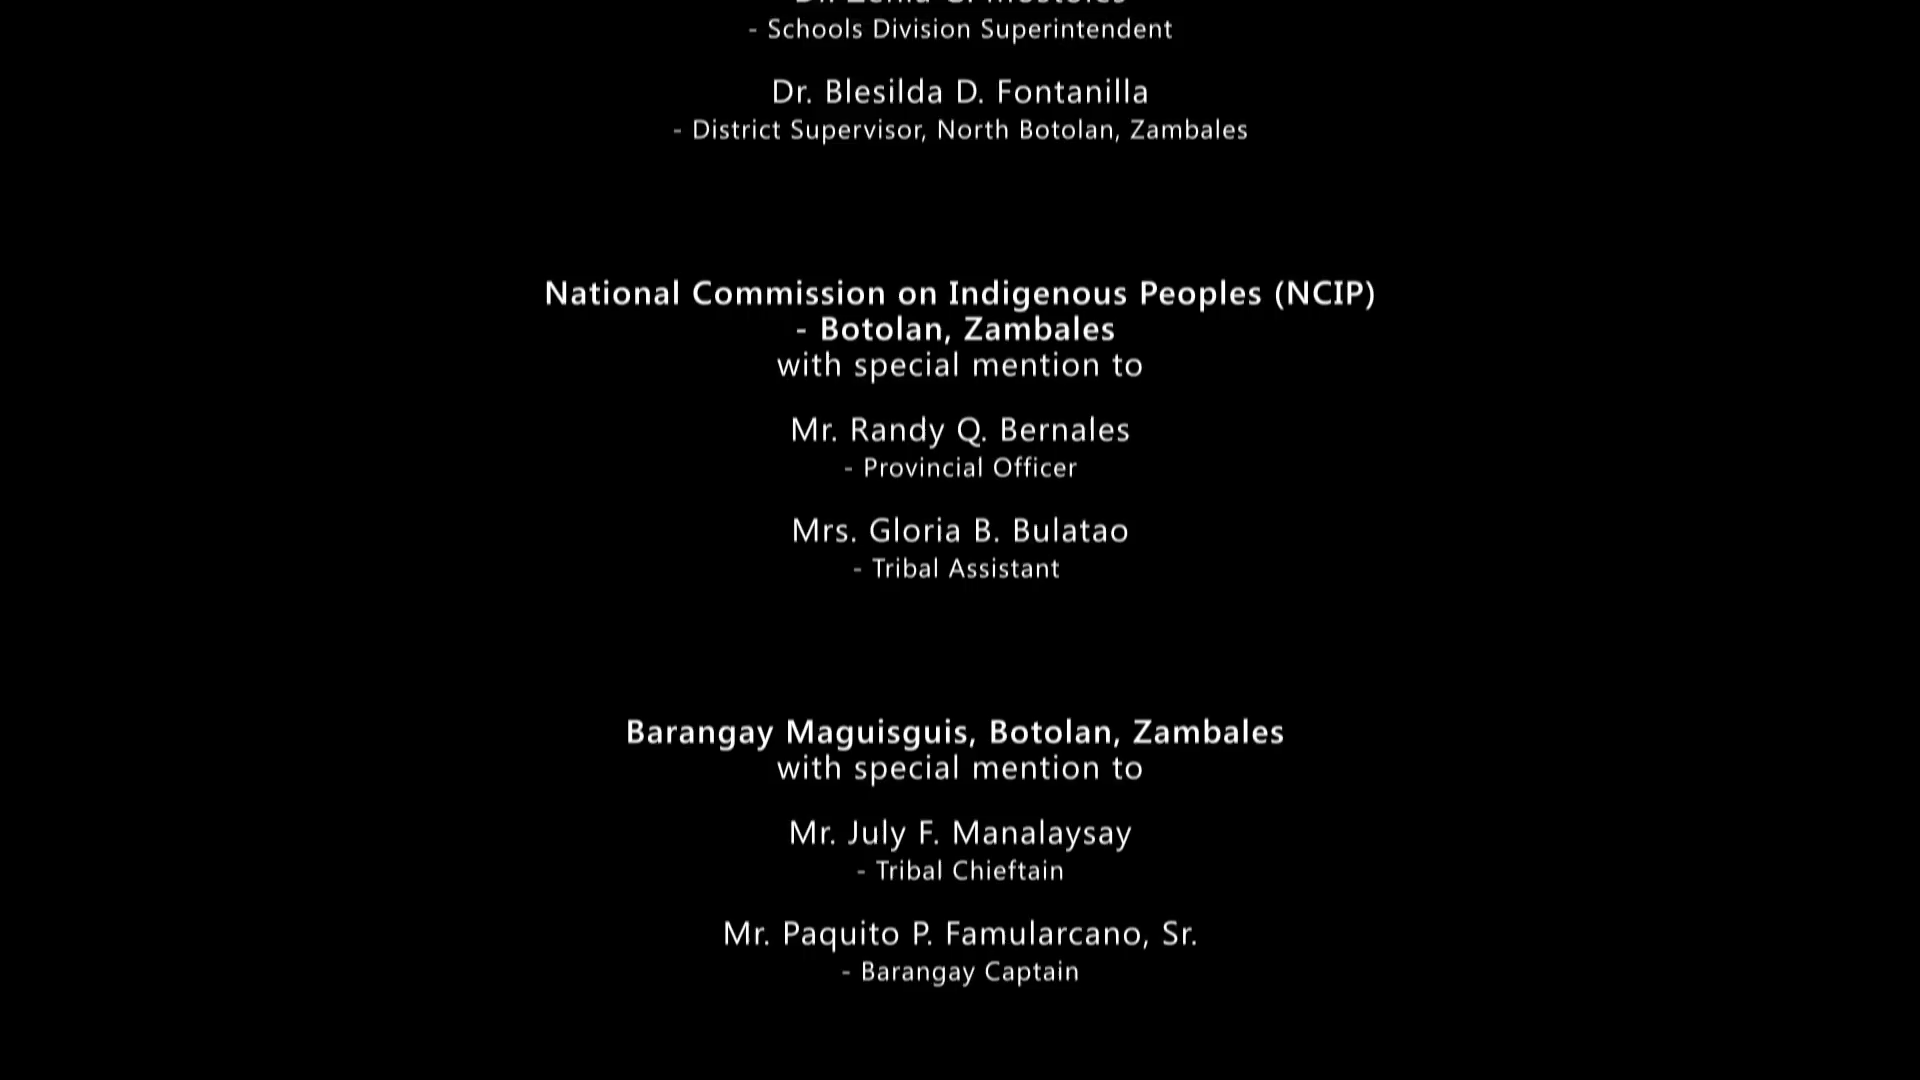 - Schools Division Superintendent
Dr. Blesilda D. Fontanilla
- District Supervisor, North Botolan, Zambales
National Commission on Indigenous Peoples (NCIP)
- Botolan, Zambales
with special mention to
Mr. Randy Q. Bernales
- Provincial Officer
Mrs. Gloria B. Bulatao
- Tribal Assistant
Barangay Maguisguis, Botolan, Zambales
with special mention to
Mr. July F. Manalaysay
- Tribal Chieftain
Mr. Paquito P. Famularcano, Sr.
- Barangay Captain